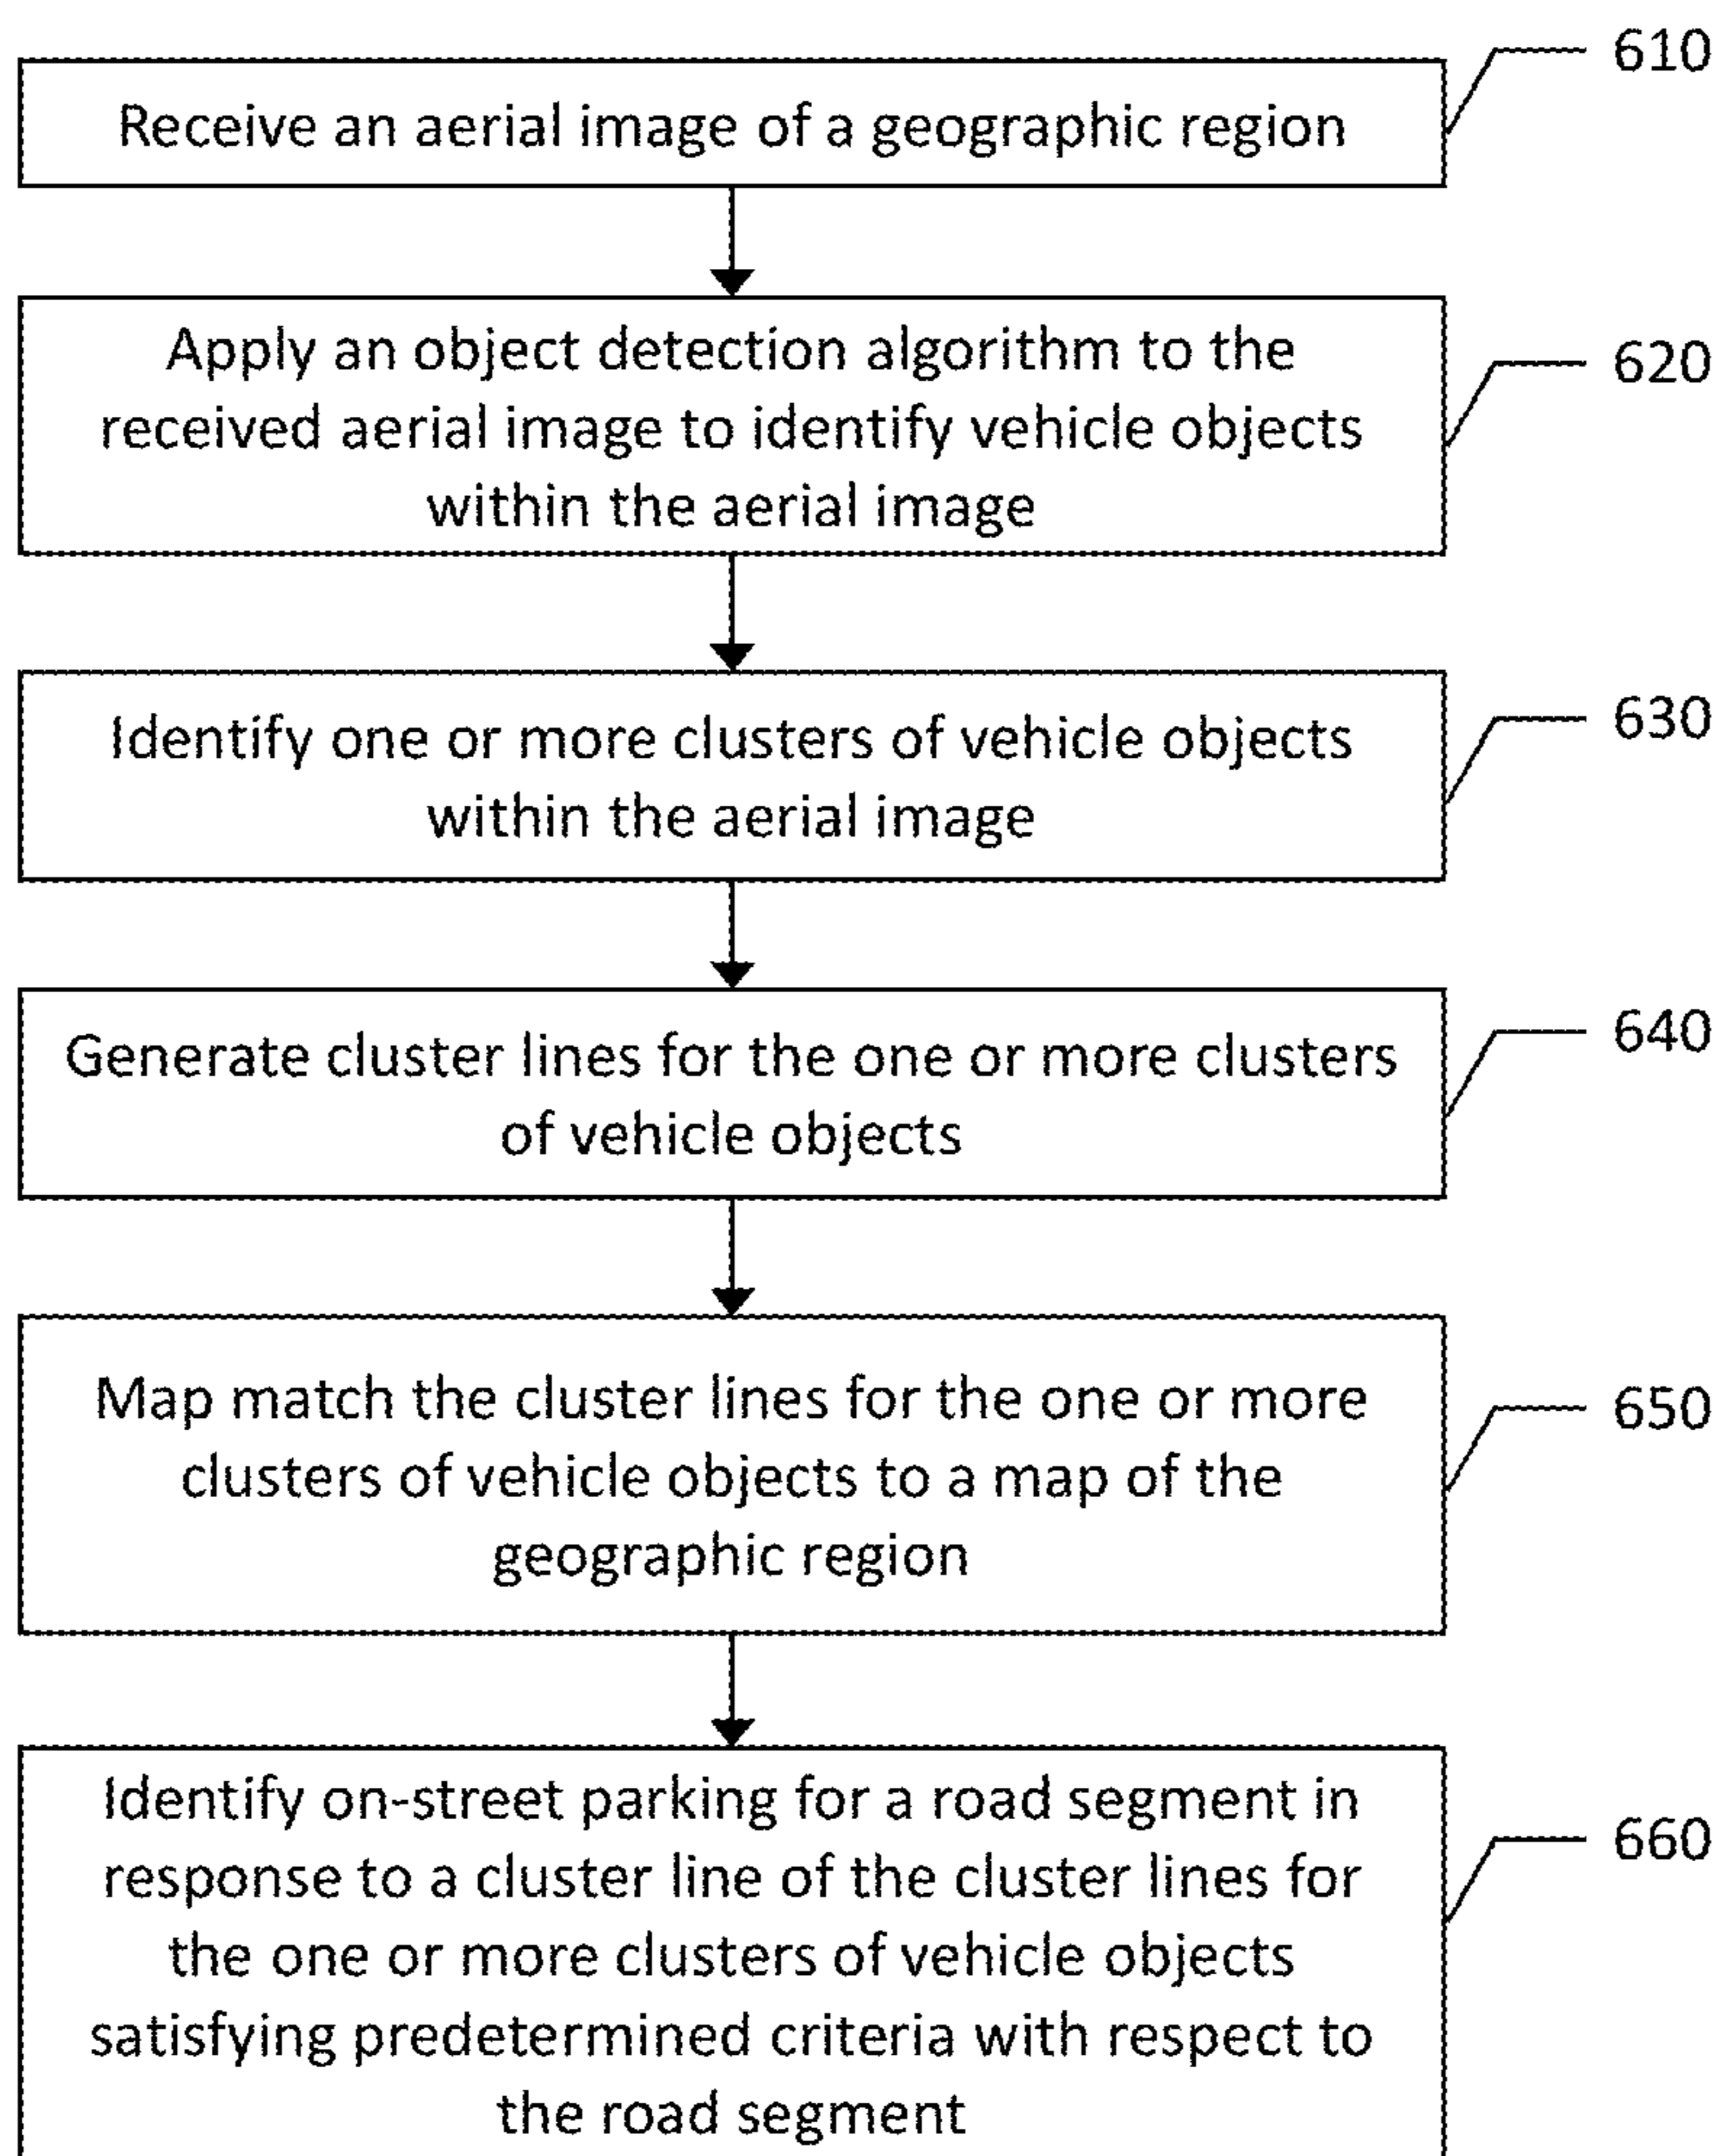 610
Receive an aerial image of a geographic region
Apply an object detection algorithm to the
received aerial image to identify vehicle objects
within the aerial image
620
Identify one or more clusters of vehicle objects
within the aerial image
630
Generate cluster lines for the one or more clusters
of vehicle objects
640
Map match the cluster lines for the one or more
clusters of vehicle objects to a map of the
geographic region
650
Identify on-street parking for a road segment in
response to a cluster line of the cluster lines for
the one or more clusters of vehicle objects
satisfying predetermined criteria with respect to
the road segment
660